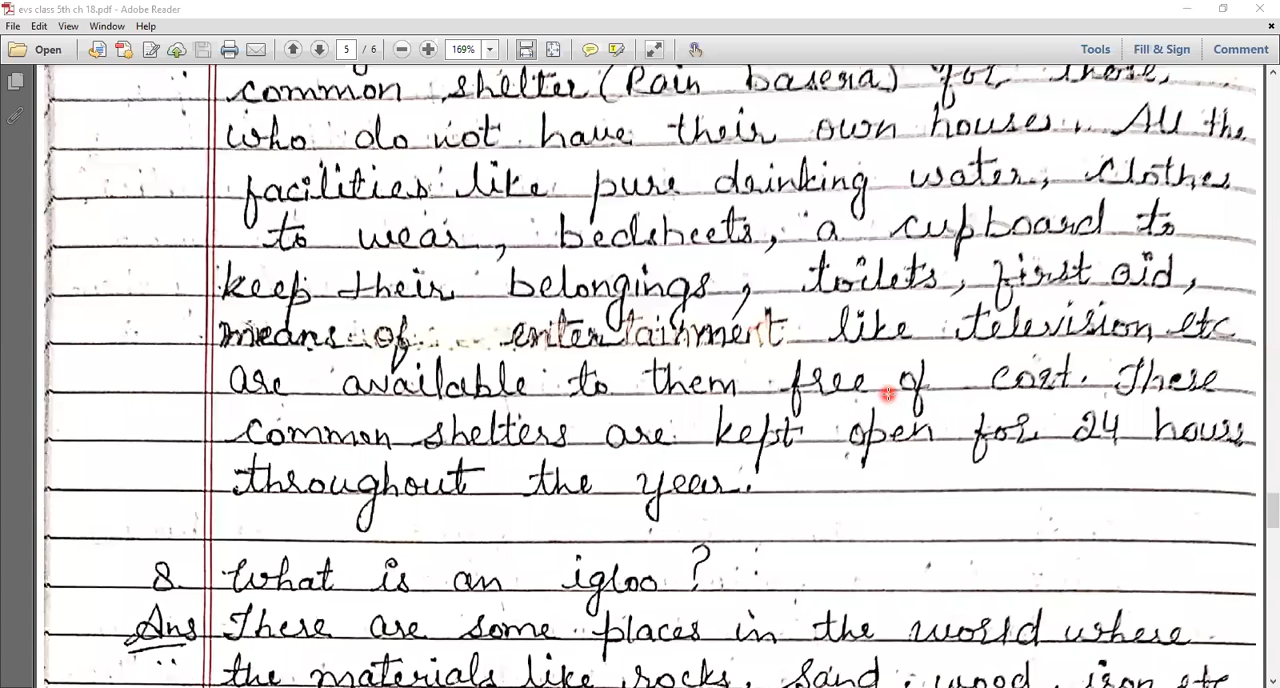 evs class 5th ch 18.pdf - Adobe Reader
File Edit View Window Help
Open 5 / 6 169% Tools Fill & Sign Comment
common shelter (Rain basera) for those,
who do not have their own houses. All the
facilities like pure drinking water, clothes
to wear, bedsheets, a cupboard to
keep their belongings, toilets, first aid,
means of entertainment like television, etc
are available to them free of cost. These
common shelters are kept open for 24 hours
throughout the year.
8. What is an igloo ?
Ans There are some places in the world where
the materials like rocks, sand, wood, iron etc